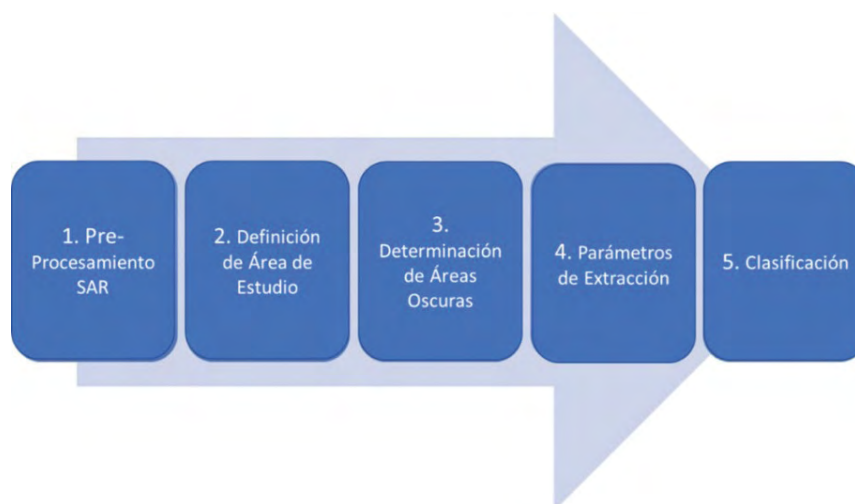 1. Pre-
Procesamiento
SAR
2. Definición
de Área de
Estudio
3.
Determinación
de Áreas
Oscuras
4. Parámetros
de Extracción
5. Clasificación